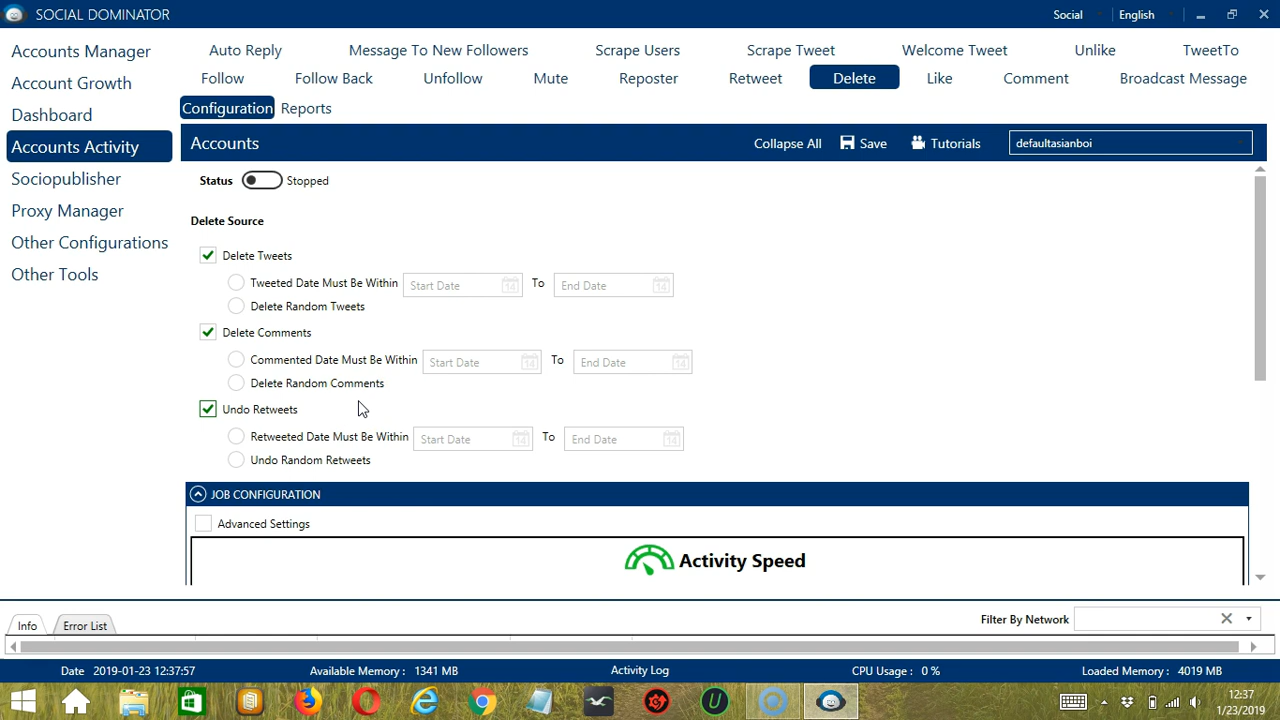 SOCIAL DOMINATOR
Social English
Accounts Manager
Account Growth
Dashboard
Accounts Activity
Sociopublisher
Proxy Manager
Other Configurations
Other Tools
Auto Reply Message To New Followers Scrape Users Scrape Tweet Welcome Tweet Unlike TweetTo
Follow Follow Back Unfollow Mute Reposter Retweet Delete Like Comment Broadcast Message
Configuration Reports
Accounts Collapse All Save Tutorials defaultasianboi
Status Stopped
Delete Source
Delete Tweets
Tweeted Date Must Be Within Start Date 14 To End Date 14
Delete Random Tweets
Delete Comments
Commented Date Must Be Within Start Date 14 To End Date 14
Delete Random Comments
Undo Retweets
Retweeted Date Must Be Within Start Date 14 To End Date 14
Undo Random Retweets
JOB CONFIGURATION
Advanced Settings
Activity Speed
Info Error List Filter By Network
Date 2019-01-23 12:37:57 Available Memory : 1341 MB Activity Log CPU Usage : 0 % Loaded Memory : 4019 MB
12:37
1/23/2019